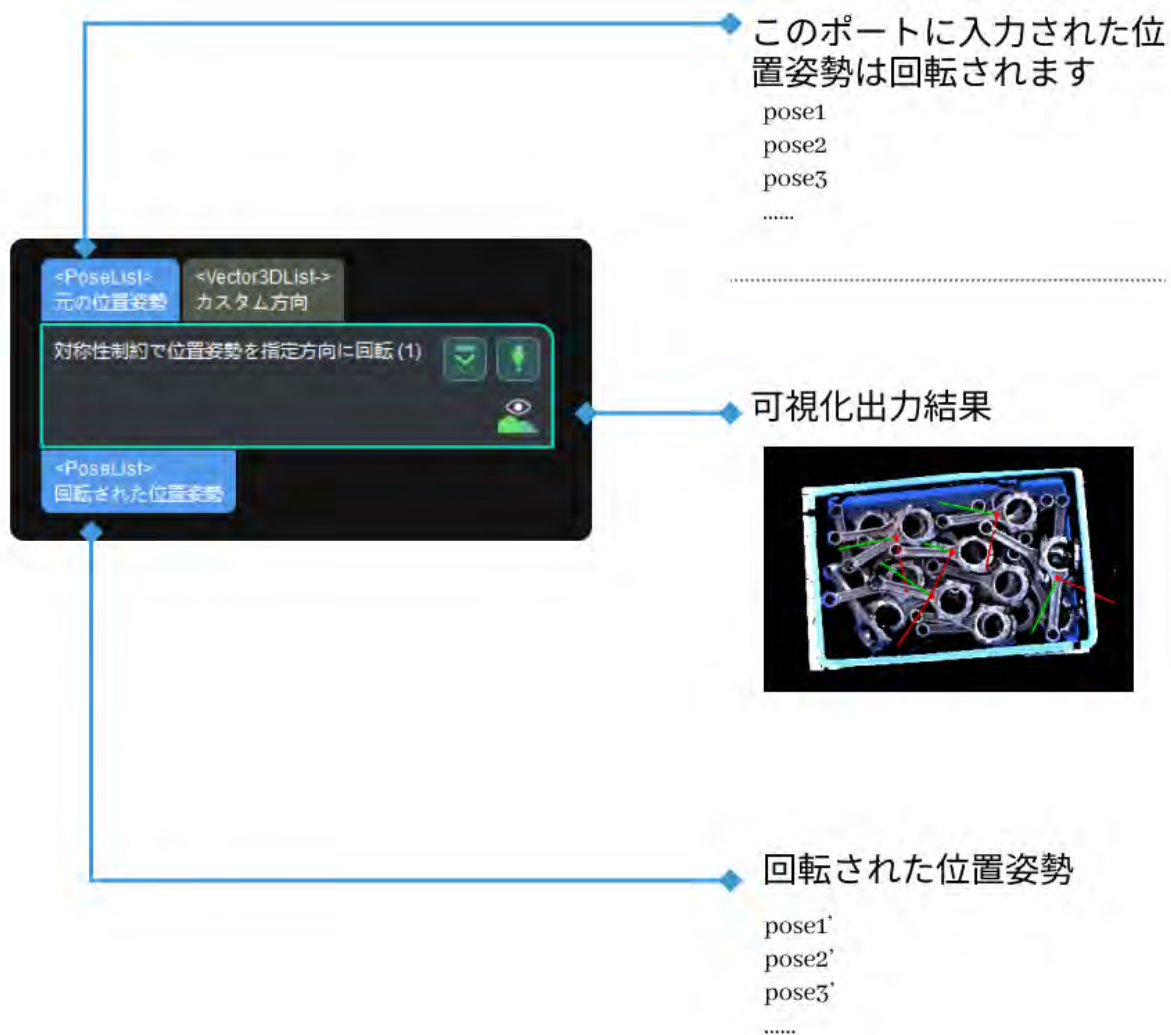 このポートに入力された位
置姿勢は回転されます
pose1
pose2
pose3
......
<PoseList>
元の位置姿勢
<Vector3DList->
カスタム方向
対称性制約で位置姿勢を指定方向に回転 (1)
<PoseList>
回転された位置姿勢
可視化出力結果
回転された位置姿勢
pose1'
pose2'
pose3'
......